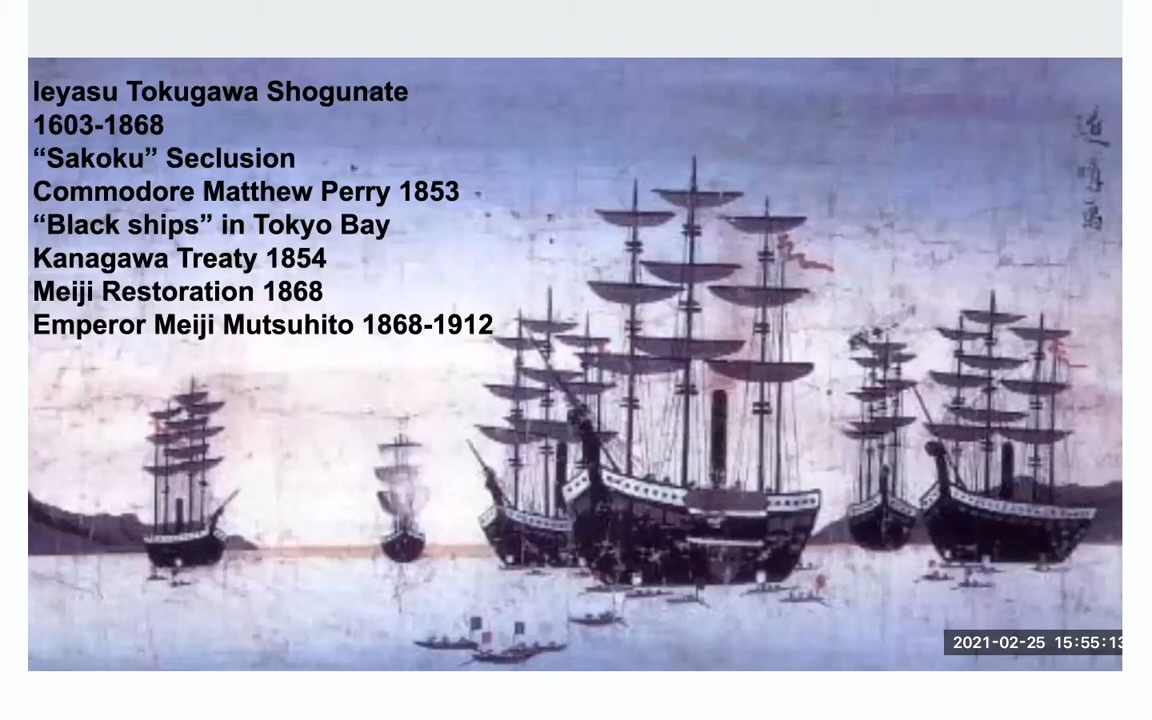 Ieyasu Tokugawa Shogunate
1603-1868
“Sakoku” Seclusion
Commodore Matthew Perry 1853
“Black ships” in Tokyo Bay
Kanagawa Treaty 1854
Meiji Restoration 1868
Emperor Meiji Mutsuhito 1868-1912
2021-02-25 15:55:13